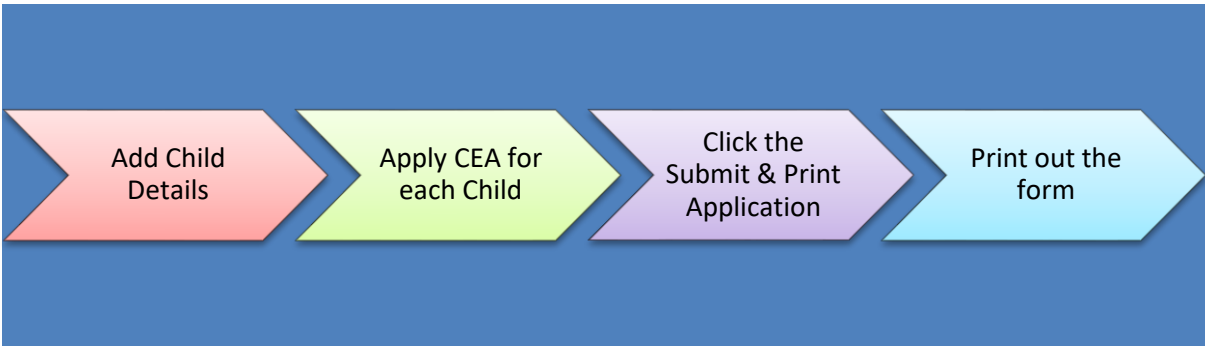 Add Child
Details
Apply CEA for
each Child
Click the
Submit & Print
Application
Print out the
form